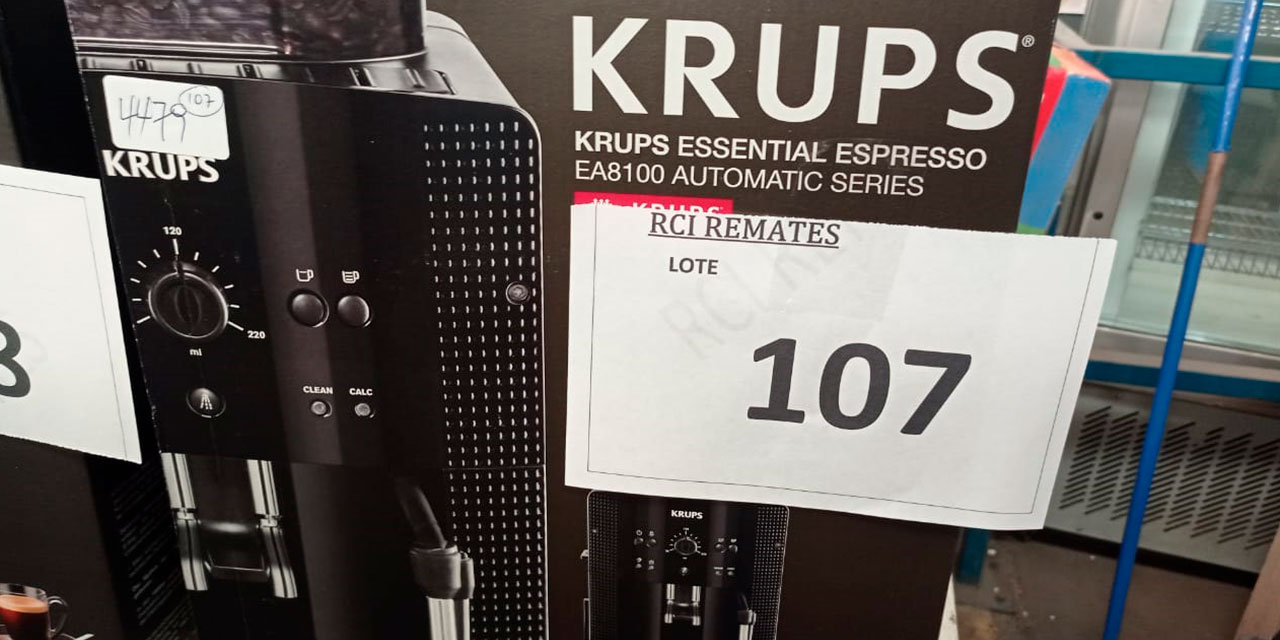 KRUPS®
KRUPS ESSENTIAL ESPRESSO
EA8100 AUTOMATIC SERIES
KRUPS
RCI REMATES
LOTE
107
4479 107
KRUPS
120
220
ml
CLEAN CALC
KRUPS